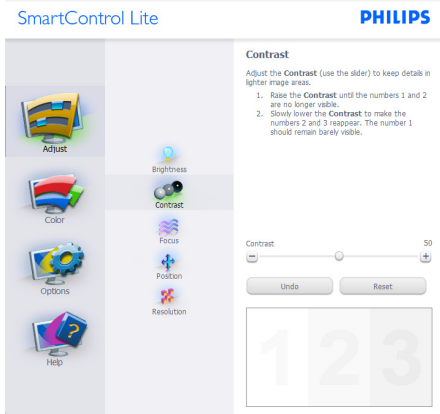 SmartControl Lite
PHILIPS
Adjust
Color
Options
Help
Brightness
Contrast
Focus
Position
Resolution
Contrast
Adjust the Contrast (use the slider) to keep details in
lighter image areas.
1. Raise the Contrast until the numbers 1 and 2
are no longer visible.
2. Slowly lower the Contrast to make the
numbers 2 and 3 reappear. The number 1
should remain barely visible.
Contrast 50
Undo Reset
1 2 3